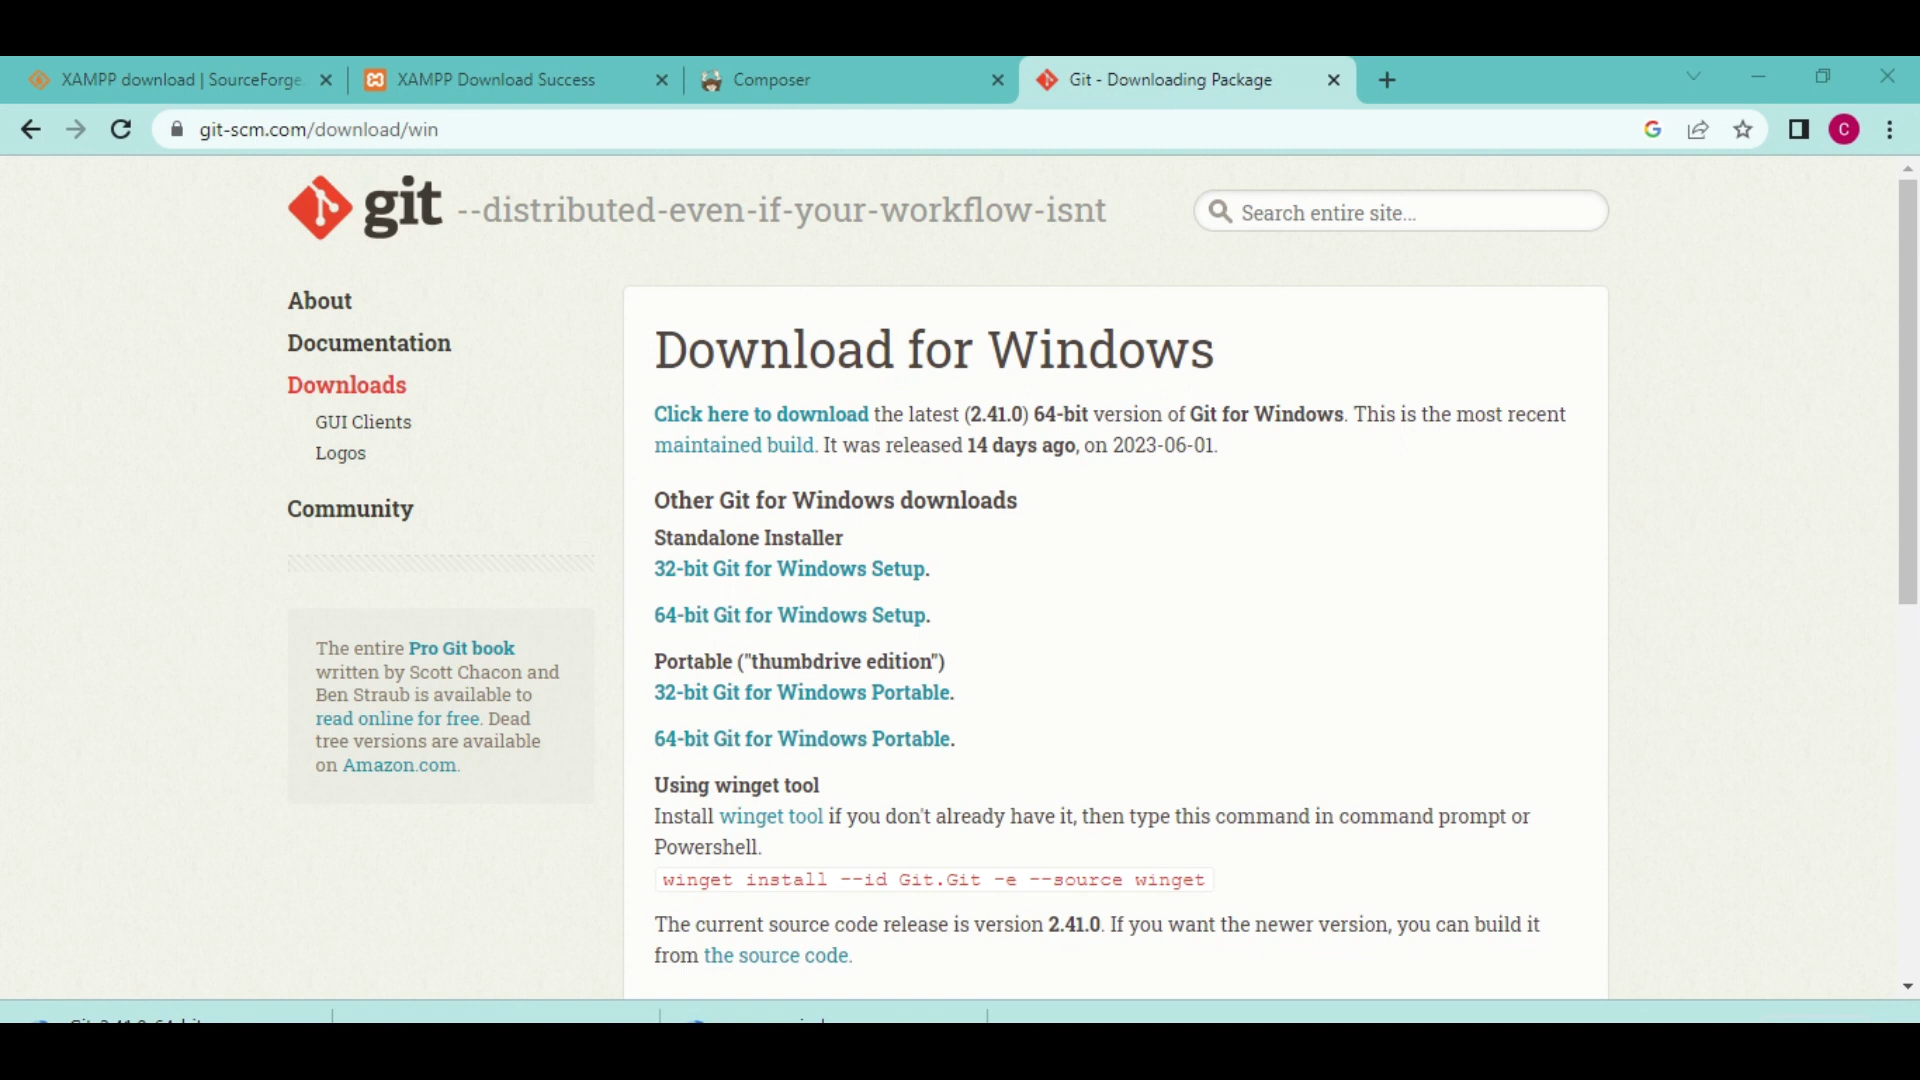 XAMPP download | SourceForge
XAMPP Download Success
Composer
Git - Downloading Package
git-scm.com/download/win
C
git --distributed-even-if-your-workflow-isnt
Search entire site...
About
Documentation
Downloads
GUI Clients
Logos
Community
The entire Pro Git book
written by Scott Chacon and
Ben Straub is available to
read online for free. Dead
tree versions are available
on Amazon.com.
Download for Windows
Click here to download the latest (2.41.0) 64-bit version of Git for Windows. This is the most recent
maintained build. It was released 14 days ago, on 2023-06-01.
Other Git for Windows downloads
Standalone Installer
32-bit Git for Windows Setup.
64-bit Git for Windows Setup.
Portable ("thumbdrive edition")
32-bit Git for Windows Portable.
64-bit Git for Windows Portable.
Using winget tool
Install winget tool if you don't already have it, then type this command in command prompt or
Powershell.
winget install --id Git.Git -e --source winget
The current source code release is version 2.41.0. If you want the newer version, you can build it
from the source code.